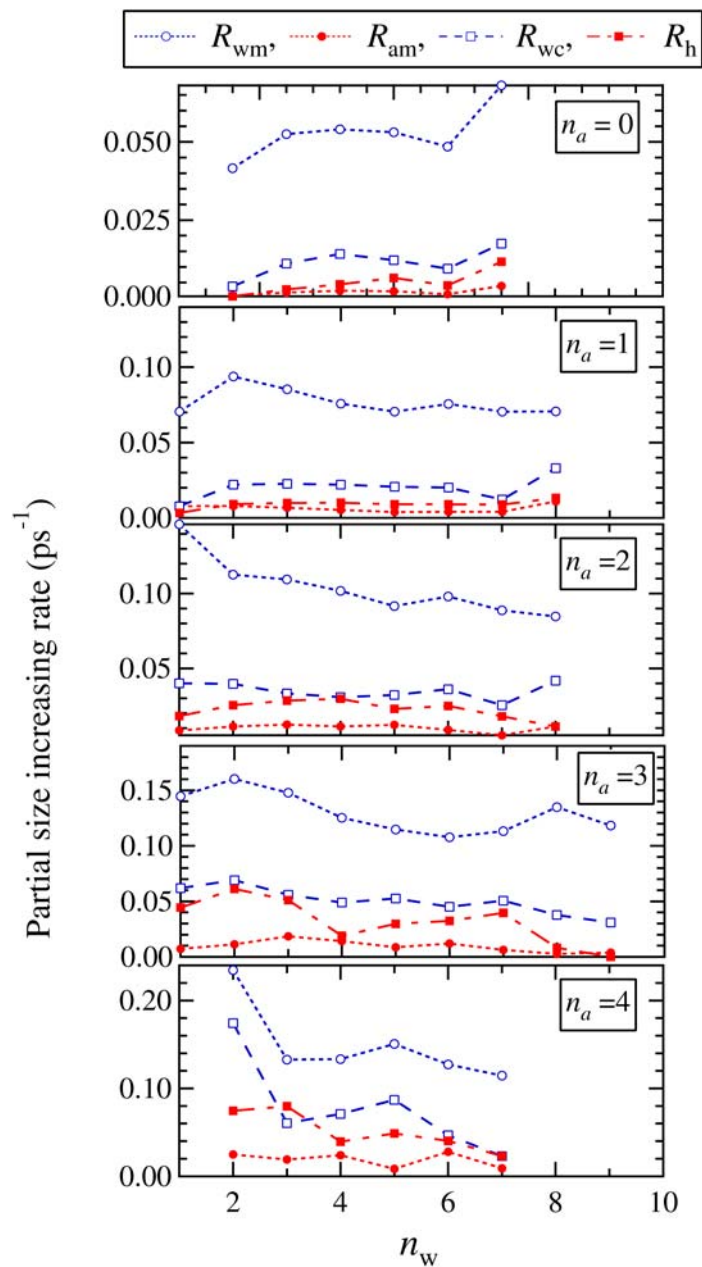 R_wm, R_am, R_wc, R_h
n_a = 0
0.050
0.025
0.000
n_a =1
0.10
0.05
0.00
n_a =2
0.10
0.05
n_a =3
0.15
0.10
0.05
0.00
n_a =4
0.20
0.10
0.00
2 4 6 8 10
n_w
Partial size increasing rate (ps⁻¹)